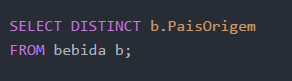 SELECT DISTINCT b.PaisOrigem
FROM bebida b;